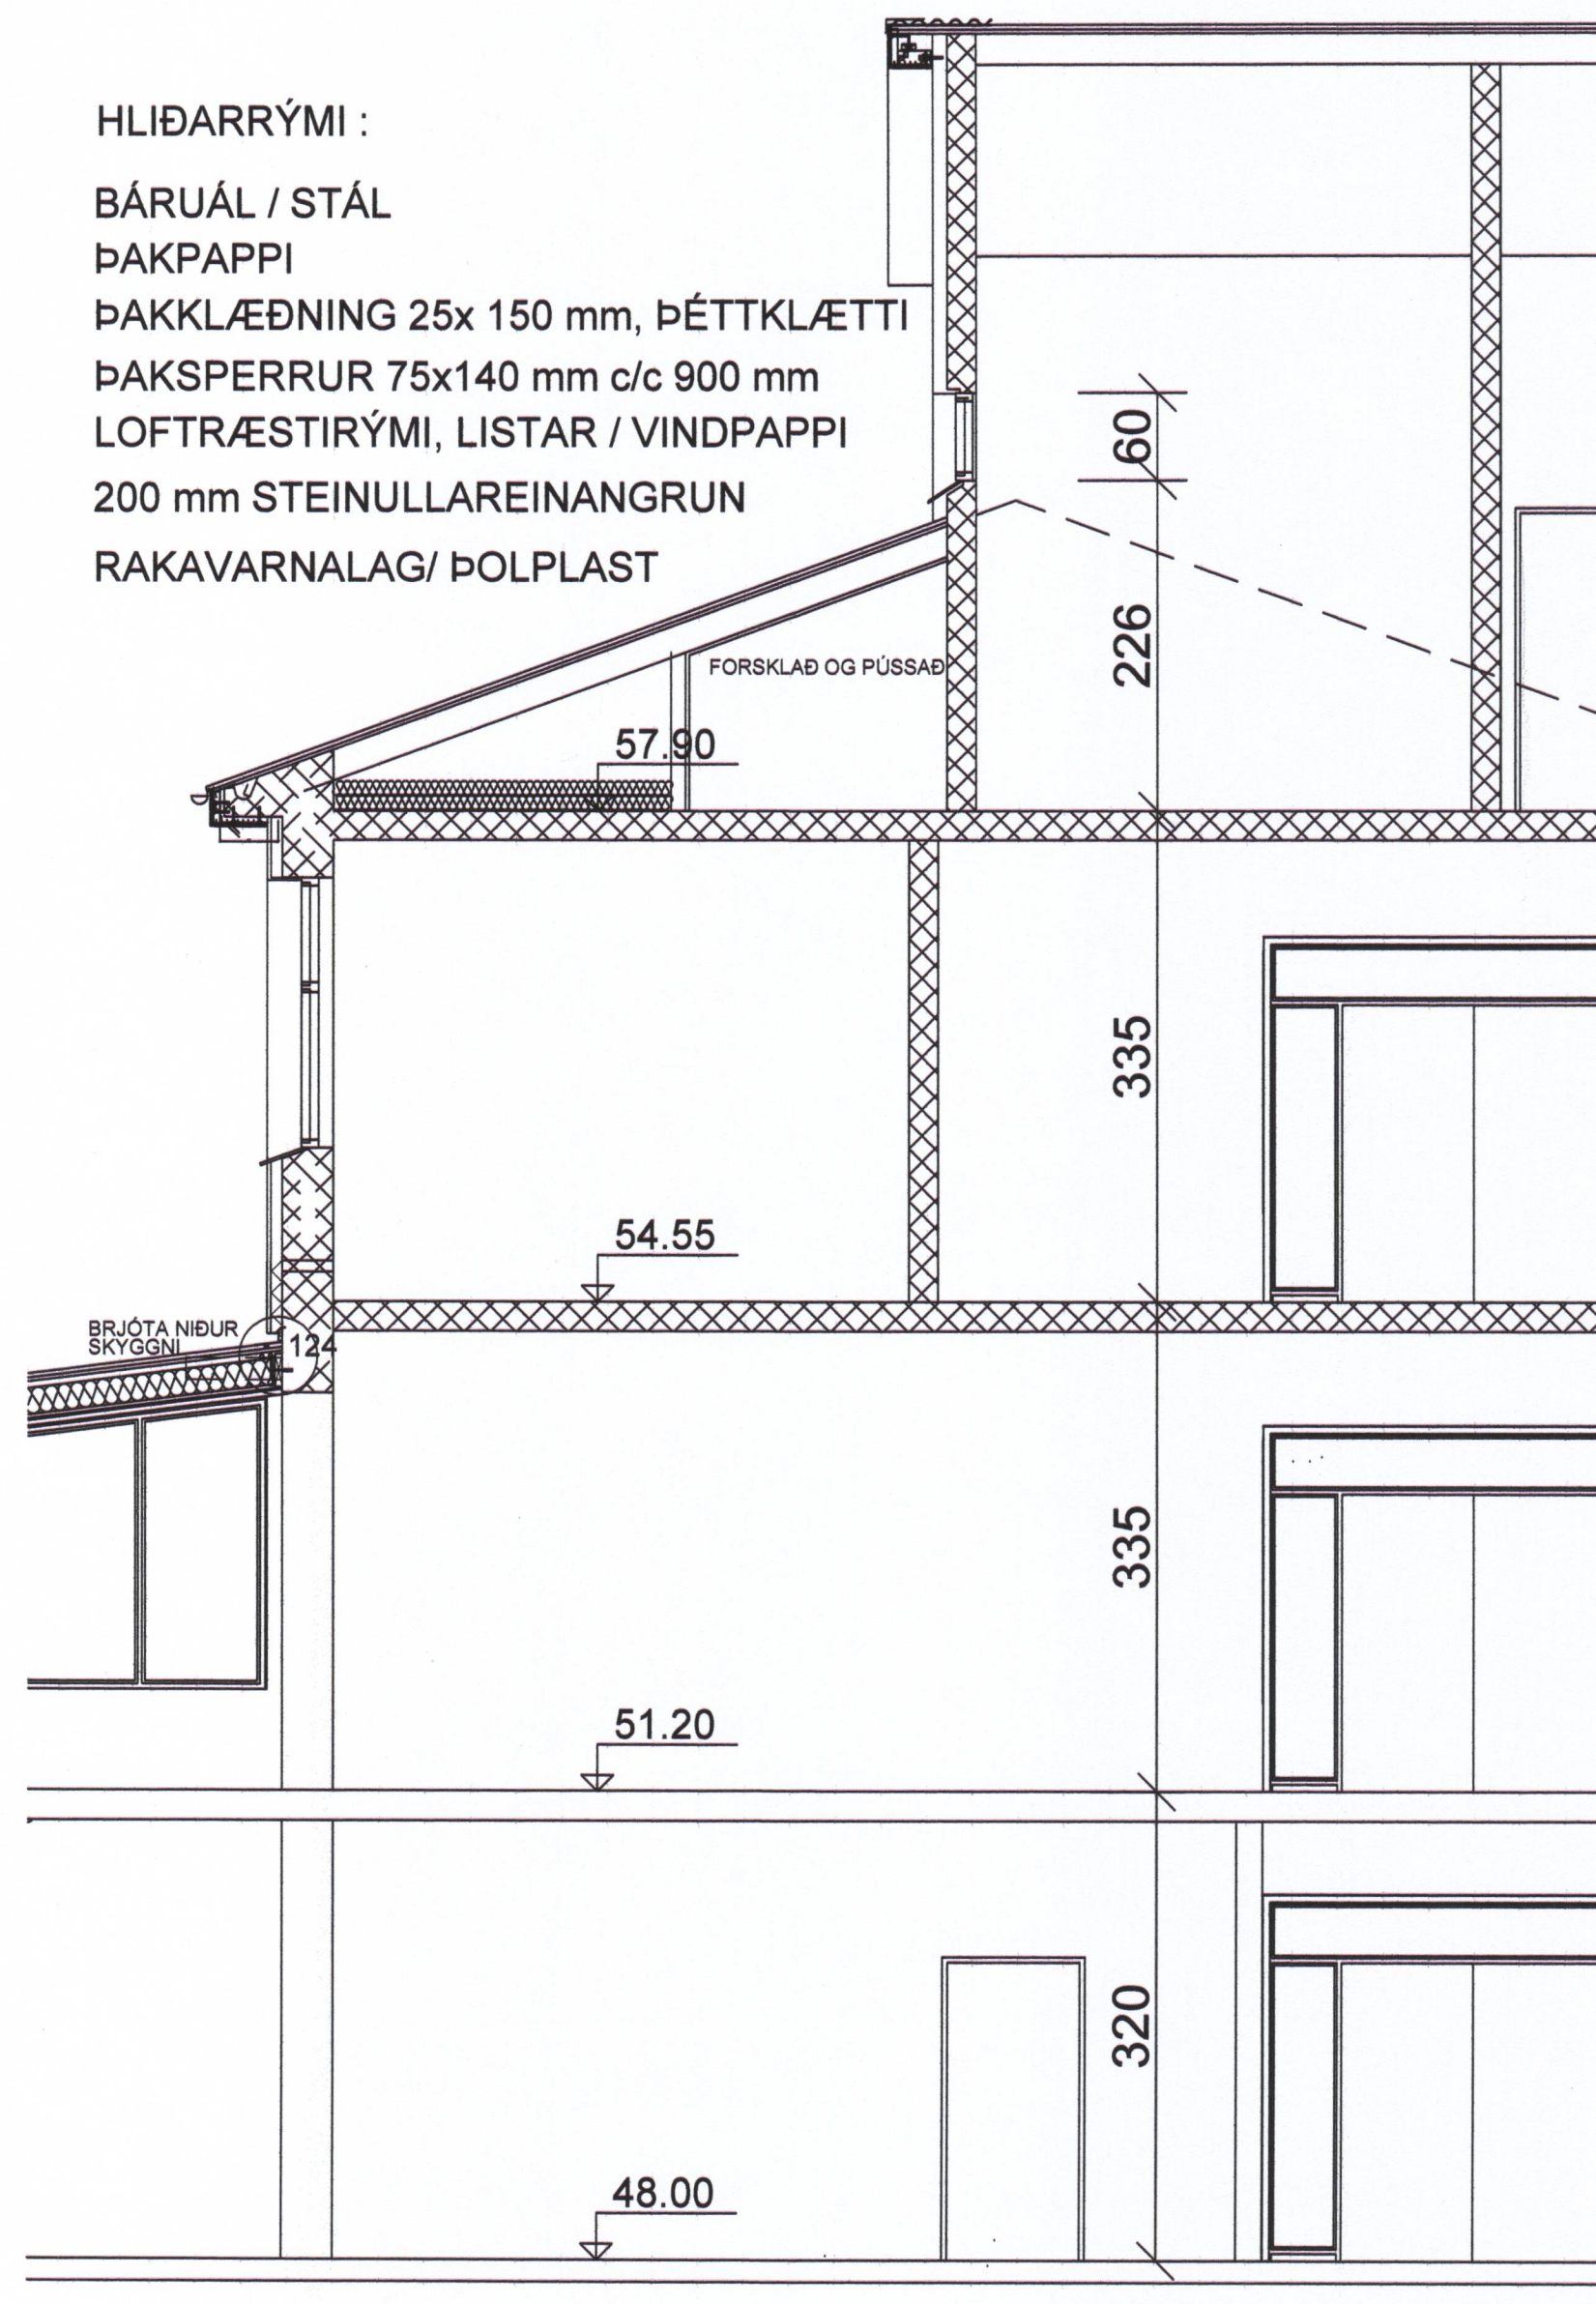 HLIÐARRÝMI :
BÁRUÁL / STÁL
ÞAKPAPPI
ÞAKKLÆÐNING 25x 150 mm, ÞÉTTKLÆTTI
ÞAKSPERRUR 75x140 mm c/c 900 mm
LOFTRÆSTIRÝMI, LISTAR / VINDPAPPI
200 mm STEINULLAREINANGRUN
RAKAVARNALAG/ ÞOLPLAST
60
226
FORSKLAÐ OG PÚSSAÐ
57.90
335
54.55
BRJÓTA NIÐUR
SKYGGNI
124
335
51.20
320
48.00